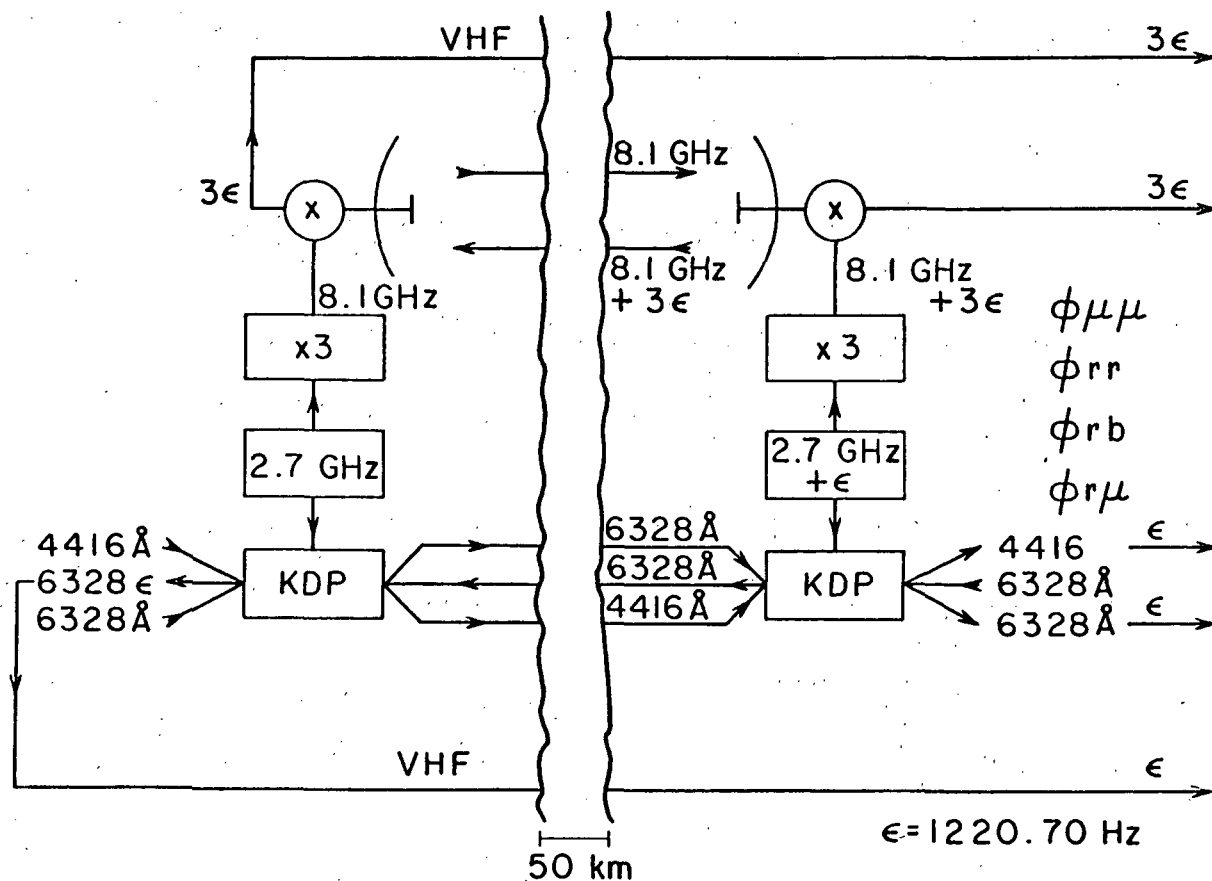 VHF
3ϵ
8.1 GHz
3ϵ
X
X
3ϵ
8.1 GHz
+ 3ϵ
8.1 GHz
8.1 GHz
+3ϵ
x3
x 3
ϕμμ
ϕrr
ϕrb
ϕrμ
2.7 GHz
2.7 GHz
+ϵ
4416Å
6328 ϵ
6328Å
KDP
6328Å
6328Å
4416Å
KDP
4416
6328Å
6328Å
ϵ
ϵ
VHF
ϵ
ϵ=1220.70 Hz
50 km